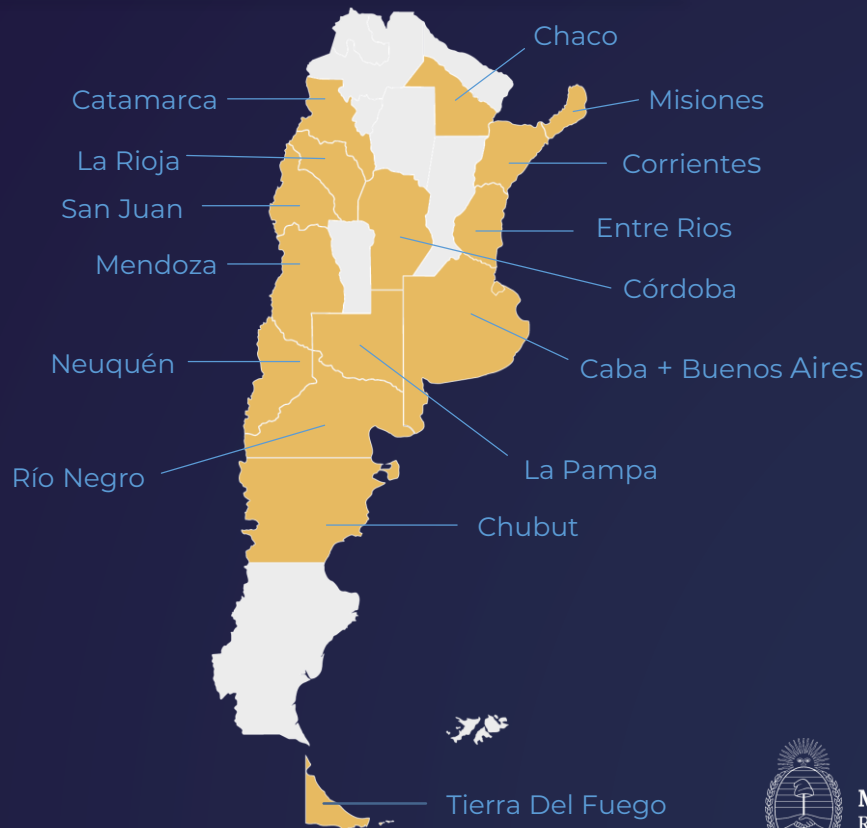 Chaco
Catamarca
Misiones
La Rioja
Corrientes
San Juan
Entre Rios
Mendoza
Córdoba
Neuquén
Caba + Buenos Aires
Río Negro
La Pampa
Chubut
Tierra Del Fuego